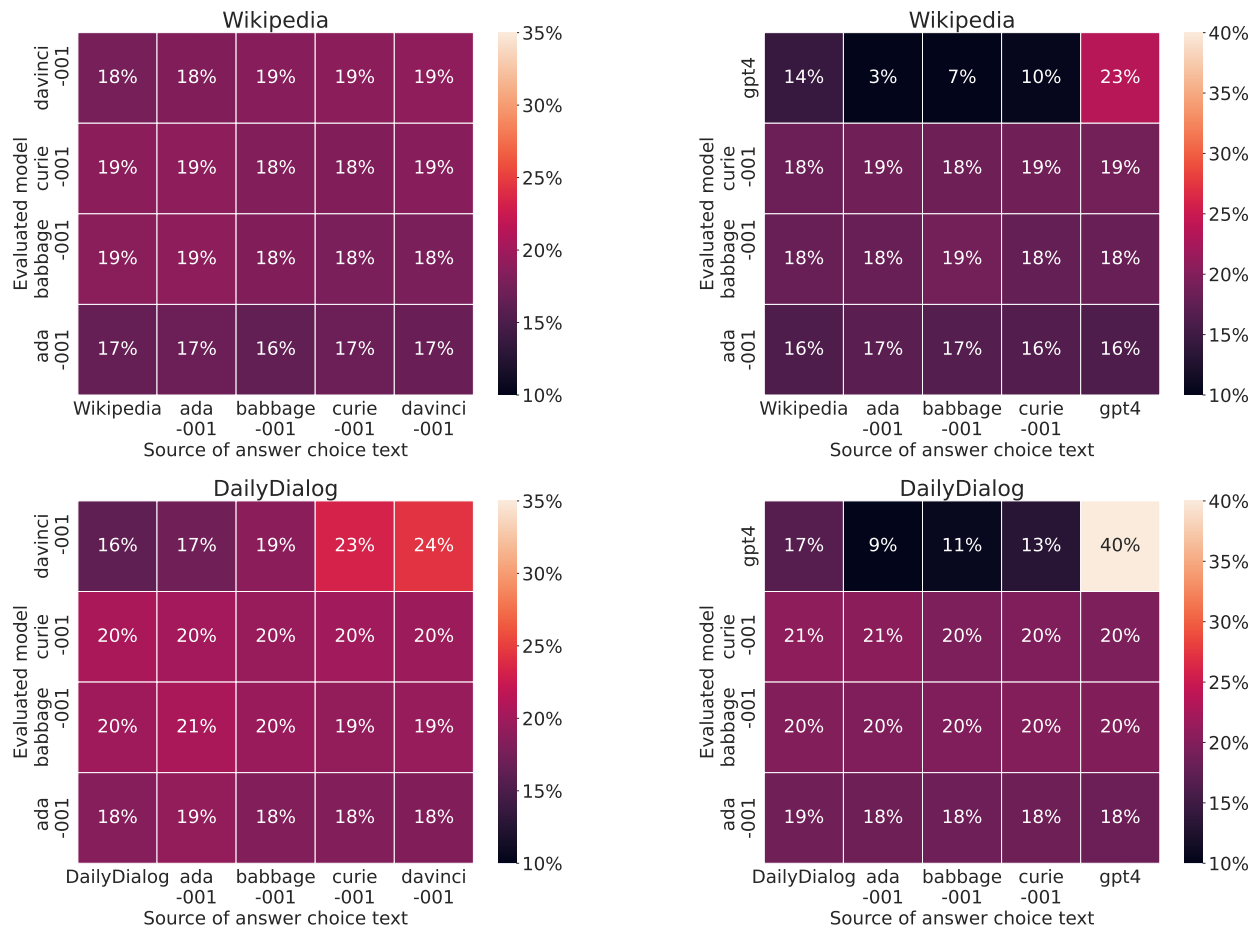 Wikipedia
davinci
-001
18% 18% 19% 19% 19%
curie
-001
19% 19% 18% 18% 19%
babbage
-001
19% 19% 18% 18% 18%
ada
-001
17% 17% 16% 17% 17%
Evaluated model
Wikipedia ada babbage curie davinci
-001 -001 -001 -001
Source of answer choice text
35%
30%
25%
20%
15%
10%
Wikipedia
gpt4
14% 3% 7% 10% 23%
curie
-001
18% 19% 18% 19% 19%
babbage
-001
18% 18% 19% 18% 18%
ada
-001
16% 17% 17% 16% 16%
Evaluated model
Wikipedia ada babbage curie gpt4
-001 -001 -001
Source of answer choice text
40%
35%
30%
25%
20%
15%
10%
DailyDialog
davinci
-001
16% 17% 19% 23% 24%
curie
-001
20% 20% 20% 20% 20%
babbage
-001
20% 21% 20% 19% 19%
ada
-001
18% 19% 18% 18% 18%
Evaluated model
DailyDialog ada babbage curie davinci
-001 -001 -001 -001
Source of answer choice text
35%
30%
25%
20%
15%
10%
DailyDialog
gpt4
17% 9% 11% 13% 40%
curie
-001
21% 21% 20% 20% 20%
babbage
-001
20% 20% 20% 20% 20%
ada
-001
19% 18% 18% 18% 18%
Evaluated model
DailyDialog ada babbage curie gpt4
-001 -001 -001
Source of answer choice text
40%
35%
30%
25%
20%
15%
10%